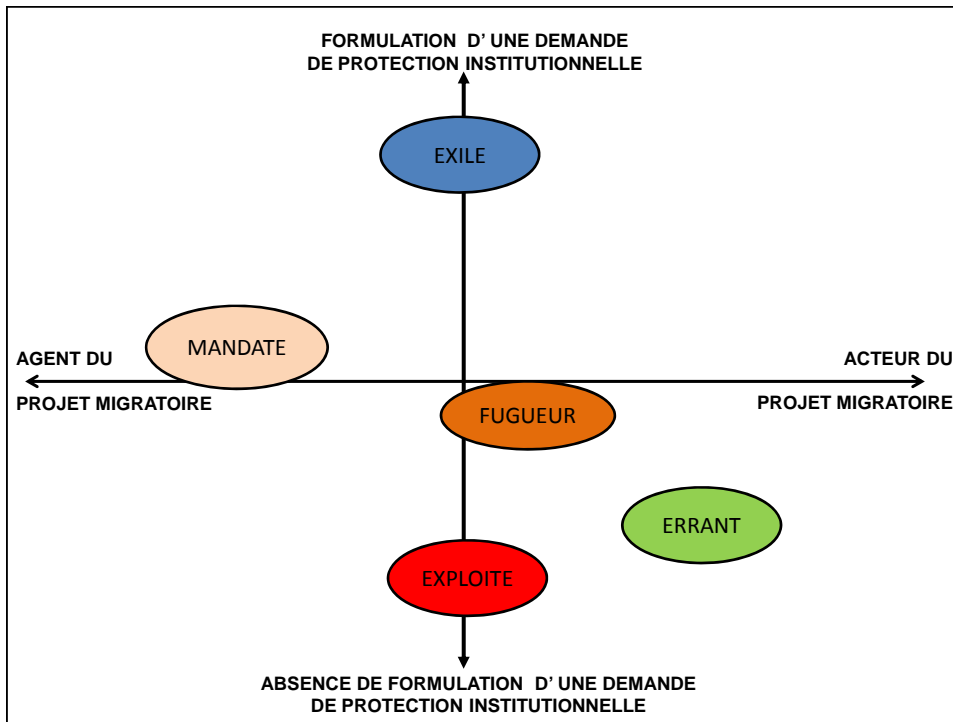 FORMULATION D' UNE DEMANDE
DE PROTECTION INSTITUTIONNELLE
EXILE
MANDATE
AGENT DU
PROJET MIGRATOIRE
ACTEUR DU
PROJET MIGRATOIRE
FUGUEUR
ERRANT
EXPLOITE
ABSENCE DE FORMULATION D' UNE DEMANDE
DE PROTECTION INSTITUTIONNELLE